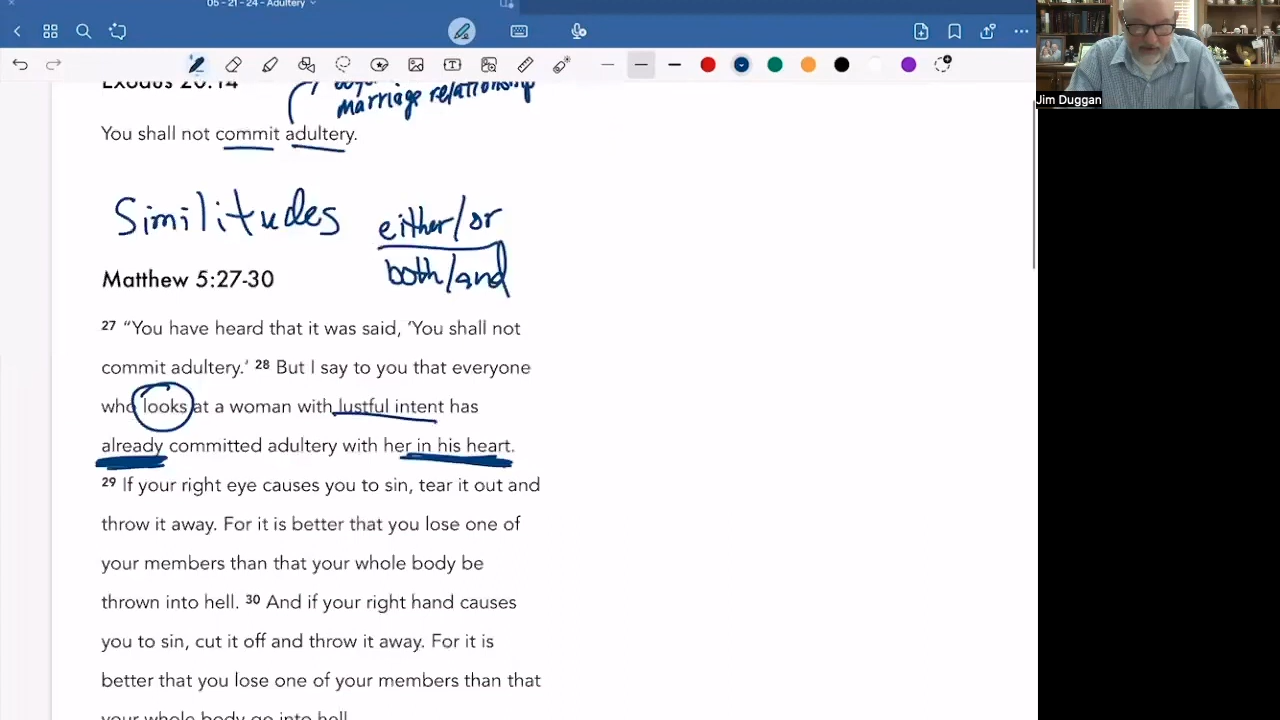 05 - 21 - 24 - Adultery
Jim Duggan
Exodus 20:14
marriage relationship
You shall not commit adultery.
Similitudes
either/or
both/and
Matthew 5:27-30
27 “You have heard that it was said, ‘You shall not
commit adultery.’ 28 But I say to you that everyone
who looks at a woman with lustful intent has
already committed adultery with her in his heart.
29 If your right eye causes you to sin, tear it out and
throw it away. For it is better that you lose one of
your members than that your whole body be
thrown into hell. 30 And if your right hand causes
you to sin, cut it off and throw it away. For it is
better that you lose one of your members than that
your whole body go into hell.